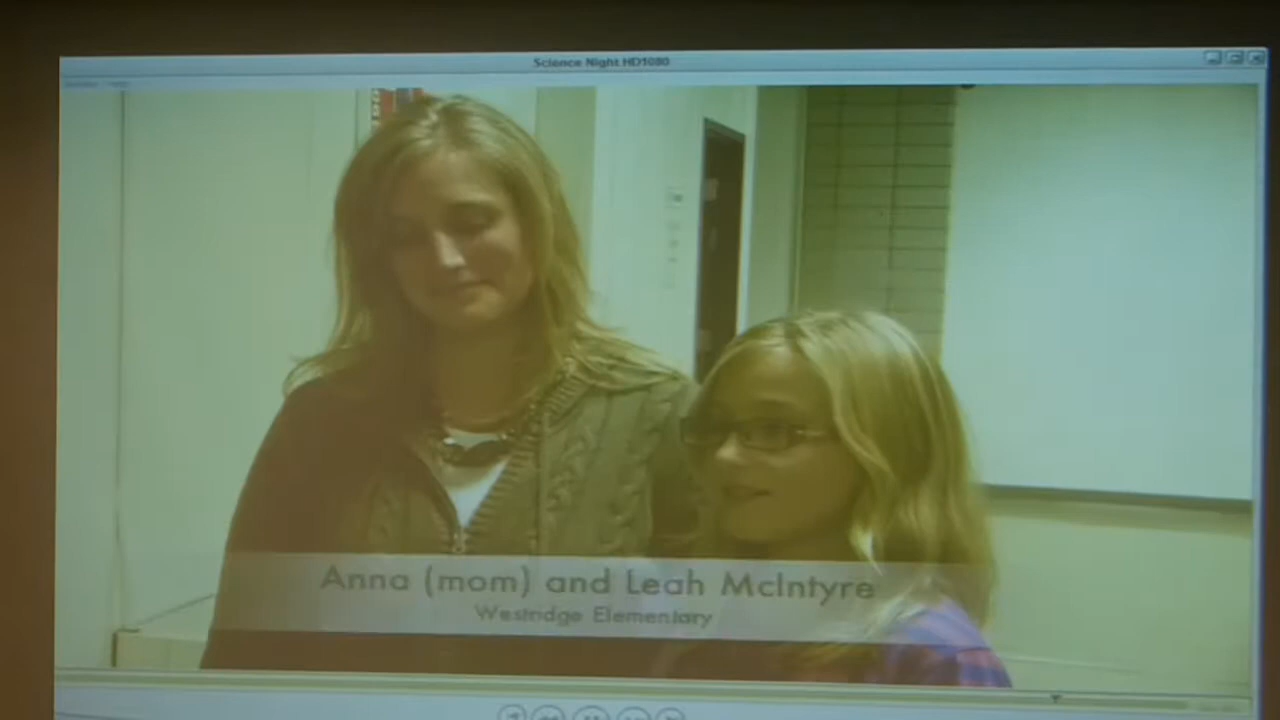 Science Night HD1080
Anna (mom) and Leah McIntyre
Westridge Elementary